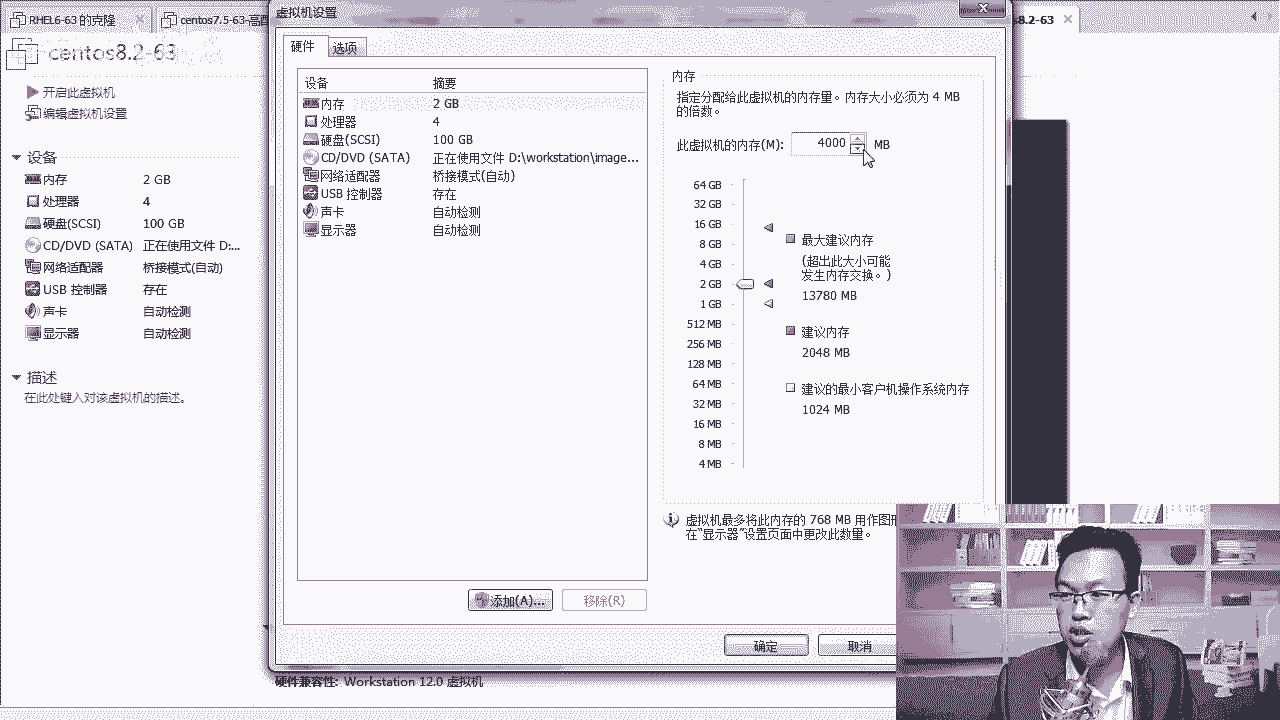 RHEL6-63 的克隆
centos7.5-63-高配
s8.2-63
centos8.2-63
开启此虚拟机
编辑虚拟机设置
设备
内存 2 GB
处理器 4
硬盘(SCSI) 100 GB
CD/DVD (SATA) 正在使用文件 D:...
网络适配器 桥接模式(自动)
USB 控制器 存在
声卡 自动检测
显示器 自动检测
描述
在此处键入对该虚拟机的描述。
虚拟机设置
硬件 选项
设备 摘要
内存 2 GB
处理器 4
硬盘(SCSI) 100 GB
CD/DVD (SATA) 正在使用文件 D:\workstation\image...
网络适配器 桥接模式(自动)
USB 控制器 存在
声卡 自动检测
显示器 自动检测
添加(A)... 移除(R)
内存
指定分配给此虚拟机的内存量。内存大小必须为 4 MB
的倍数。
此虚拟机的内存(M): 4000 MB
64 GB
32 GB
16 GB
8 GB
4 GB
2 GB
1 GB
512 MB
256 MB
128 MB
64 MB
32 MB
16 MB
8 MB
4 MB
最大建议内存
(超出此大小可能
发生内存交换。)
13780 MB
建议内存
2048 MB
建议的最小客户机操作系统内存
1024 MB
虚拟机最多将此内存的 768 MB 用作图形
在"显示器"设置页面中更改此数量。
确定 取消
硬件兼容性: Workstation 12.0 虚拟机